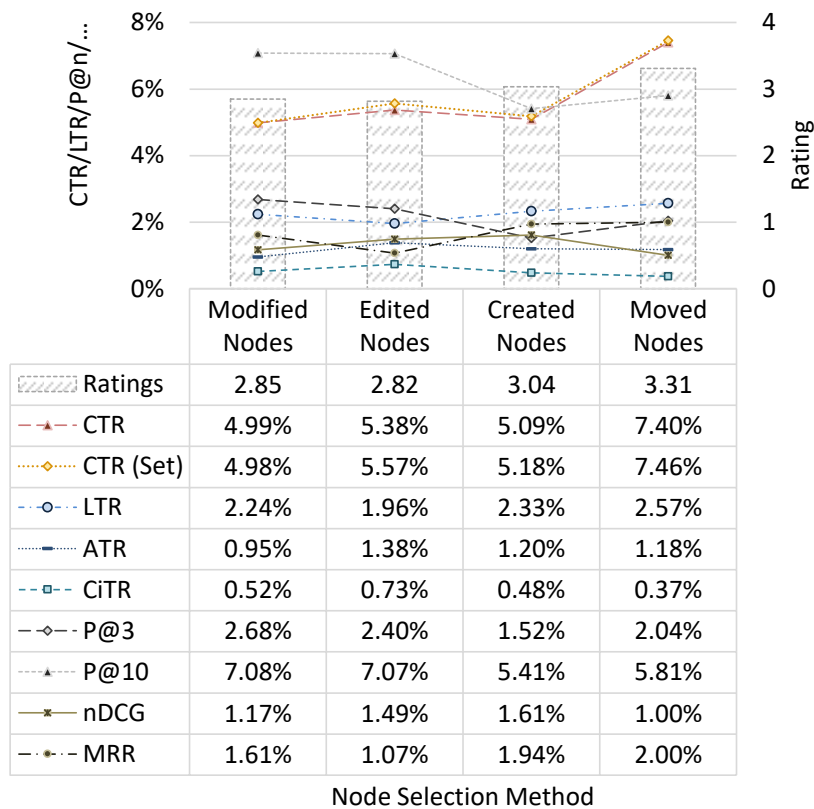 8%
6%
4%
2%
0%
CTR/LTR/P@n/...
4
3
2
1
0
Rating
Modified Nodes Edited Nodes Created Nodes Moved Nodes
Ratings 2.85 2.82 3.04 3.31
CTR 4.99% 5.38% 5.09% 7.40%
CTR (Set) 4.98% 5.57% 5.18% 7.46%
LTR 2.24% 1.96% 2.33% 2.57%
ATR 0.95% 1.38% 1.20% 1.18%
CiTR 0.52% 0.73% 0.48% 0.37%
P@3 2.68% 2.40% 1.52% 2.04%
P@10 7.08% 7.07% 5.41% 5.81%
nDCG 1.17% 1.49% 1.61% 1.00%
MRR 1.61% 1.07% 1.94% 2.00%
Node Selection Method